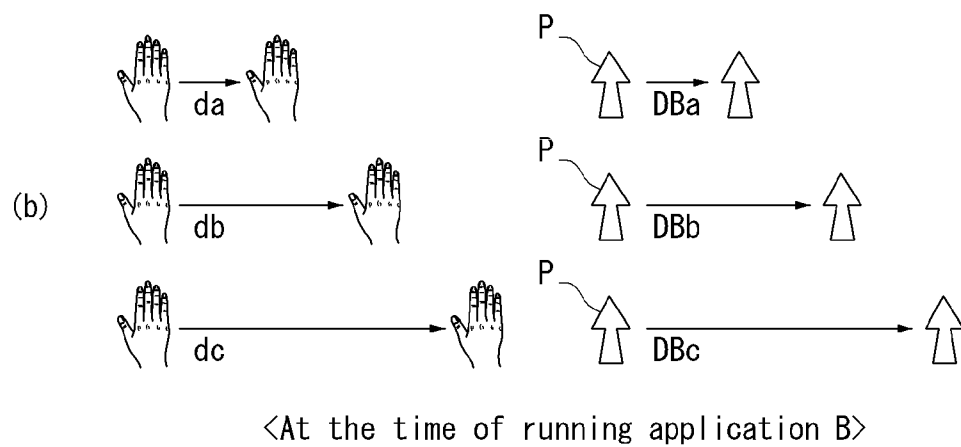 P
da DBa
P
(b)
db DBb
P
dc DBc
<At the time of running application B>